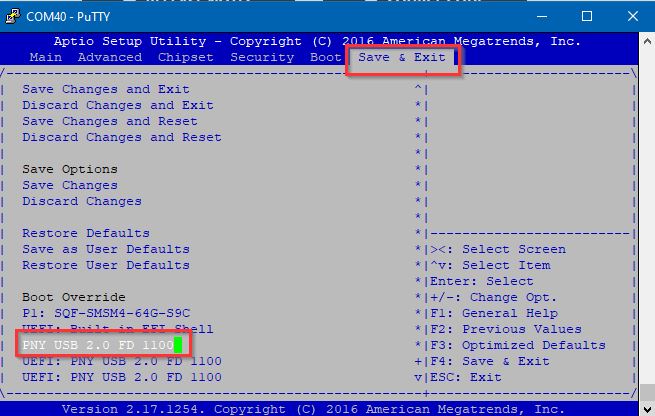 COM40 - PuTTY
Aptio Setup Utility - Copyright (C) 2016 American Megatrends, Inc.
Main Advanced Chipset Security Boot Save & Exit
/---------------------------------------------------+-------------------------\
| Save Changes and Exit ^|
| Discard Changes and Exit *|
| Save Changes and Reset *|
| Discard Changes and Reset *|
| *|
| Save Options *|
| Save Changes *|
| Discard Changes *|
| *|
| Restore Defaults *|-------------------------|
| Save as User Defaults *|><: Select Screen |
| Restore User Defaults *|^v: Select Item |
| *|Enter: Select |
| Boot Override *|+/-: Change Opt. |
| P1: SQF-SMSM4-64G-S9C *|F1: General Help |
| UEFI: Built-in EFI Shell *|F2: Previous Values |
| PNY USB 2.0 FD 1100 *|F3: Optimized Defaults |
| UEFI: PNY USB 2.0 FD 1100 +|F4: Save & Exit |
| UEFI: PNY USB 2.0 FD 1100 v|ESC: Exit |
\---------------------------------------------------+-------------------------/
Version 2.17.1254. Copyright (C) 2016 American Megatrends, Inc.